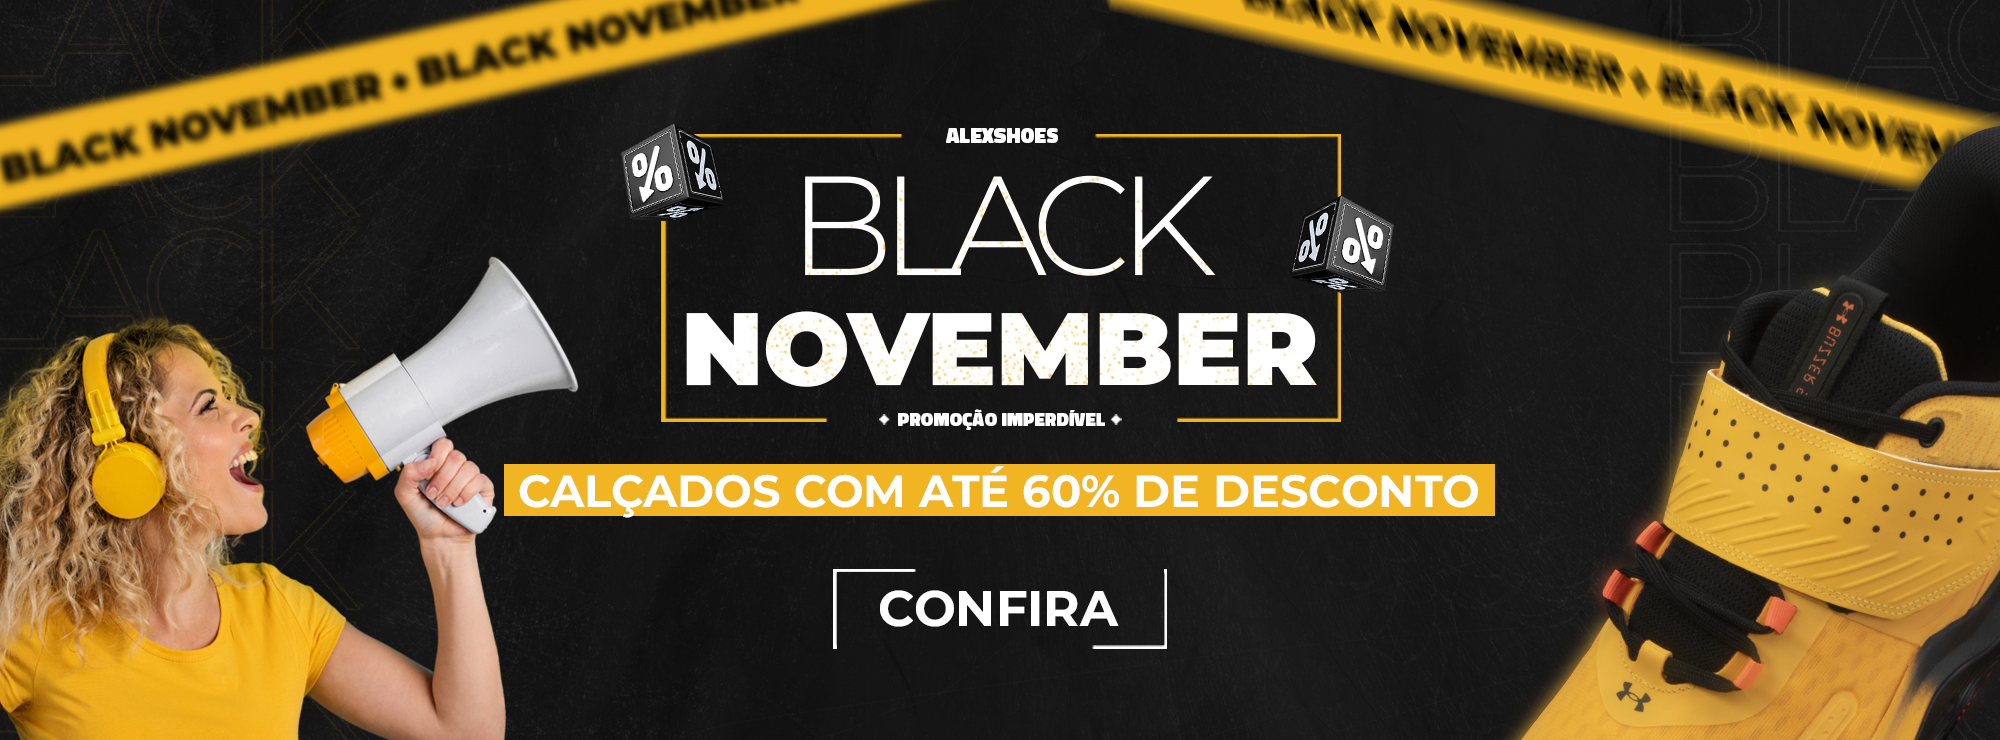 BLACK NOVEMBER • BLACK NOVEMBER
BLACK NOVEMBER • BLACK
ALEXSHOES
BLACK
NOVEMBER
PROMOÇÃO IMPERDÍVEL
CALÇADOS COM ATÉ 60% DE DESCONTO
CONFIRA
BUZZER